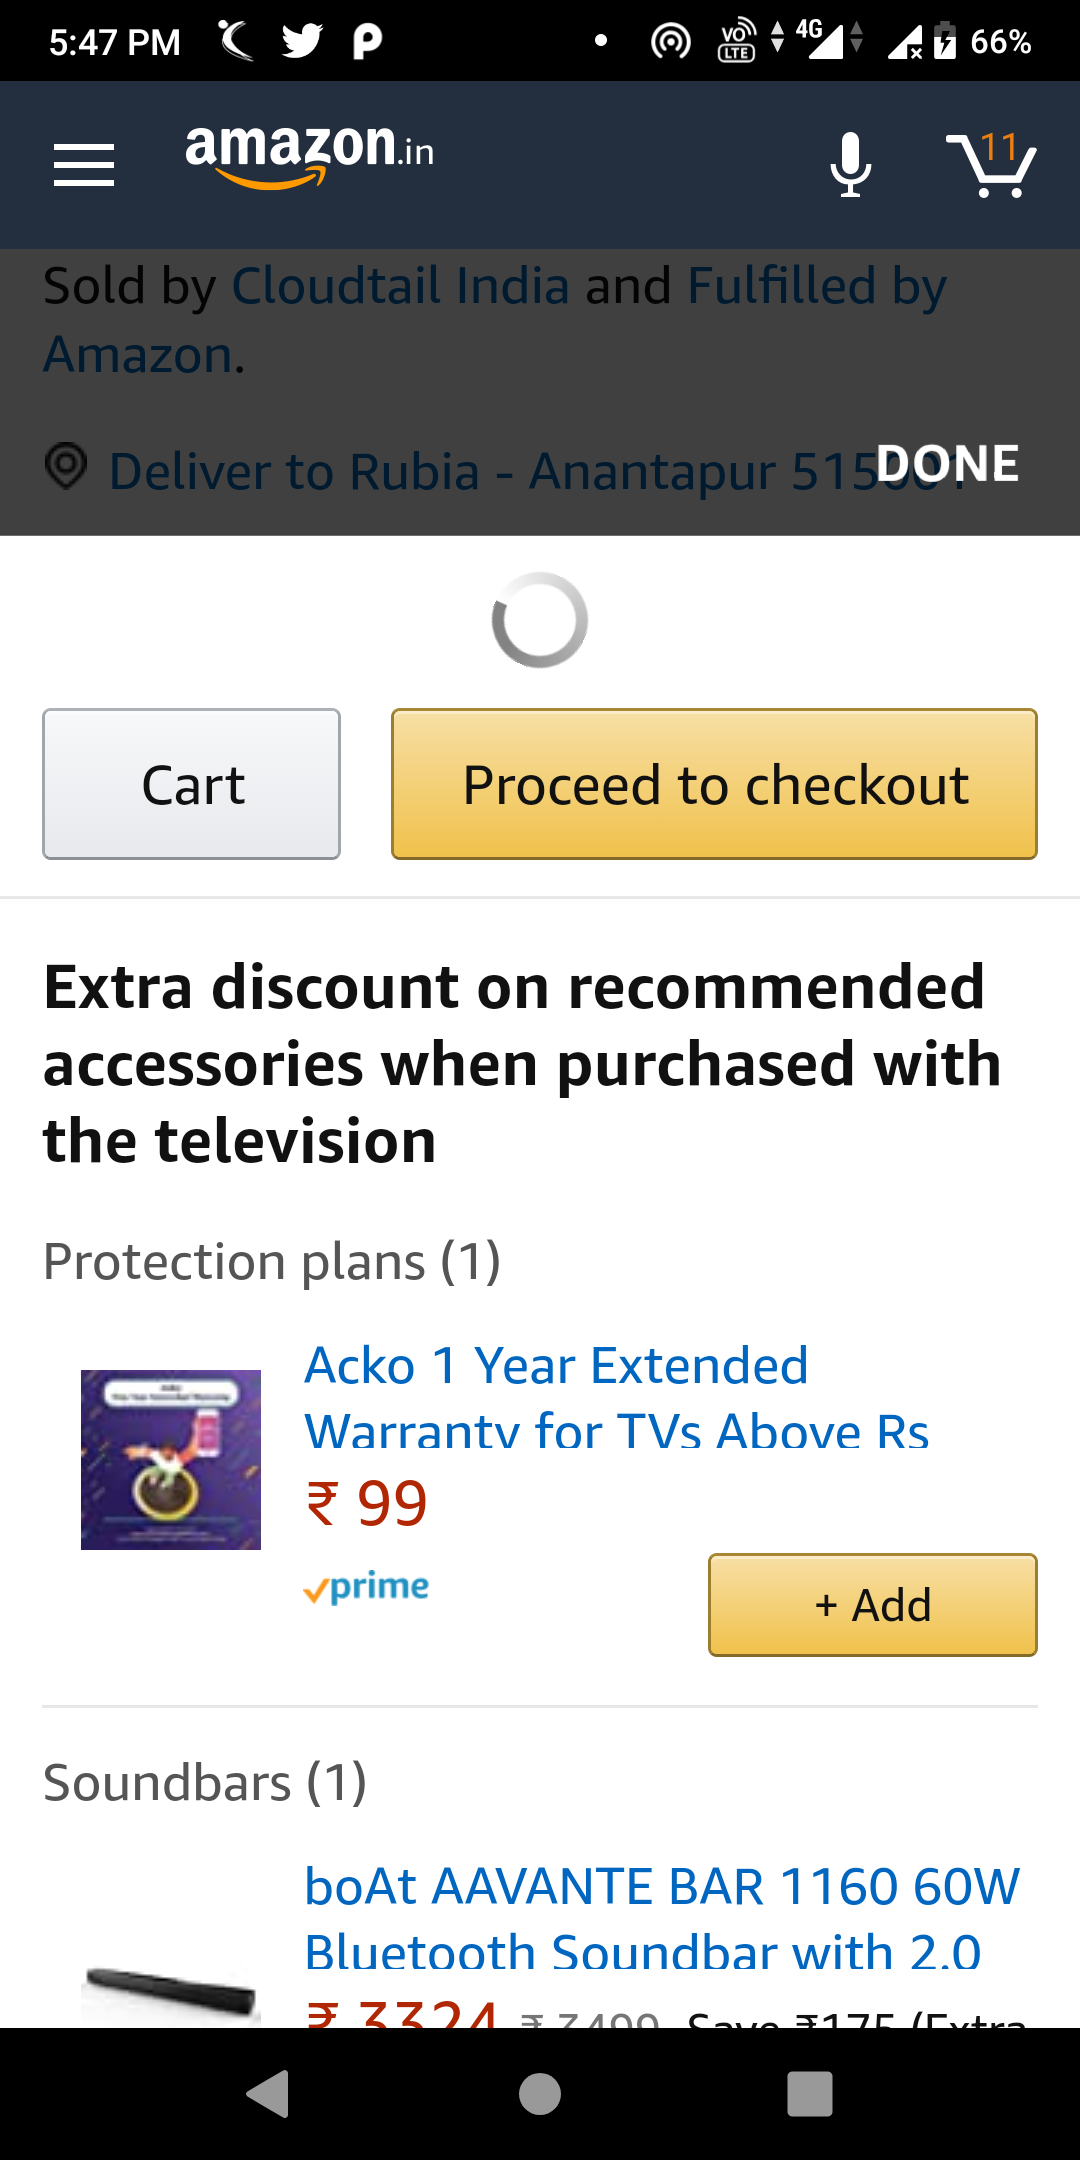 5:47 PM
VO LTE
4G
66%
amazon.in
11
Sold by Cloudtail India and Fulfilled by
Amazon.
Deliver to Rubia - Anantapur 515001
DONE
Cart
Proceed to checkout
Extra discount on recommended
accessories when purchased with
the television
Protection plans (1)
Acko 1 Year Extended
Warranty for TVs Above Rs
₹ 99
prime
+ Add
Soundbars (1)
boAt AAVANTE BAR 1160 60W
Bluetooth Soundbar with 2.0
₹ 3324 ₹ 3499 Save ₹175 (Extra